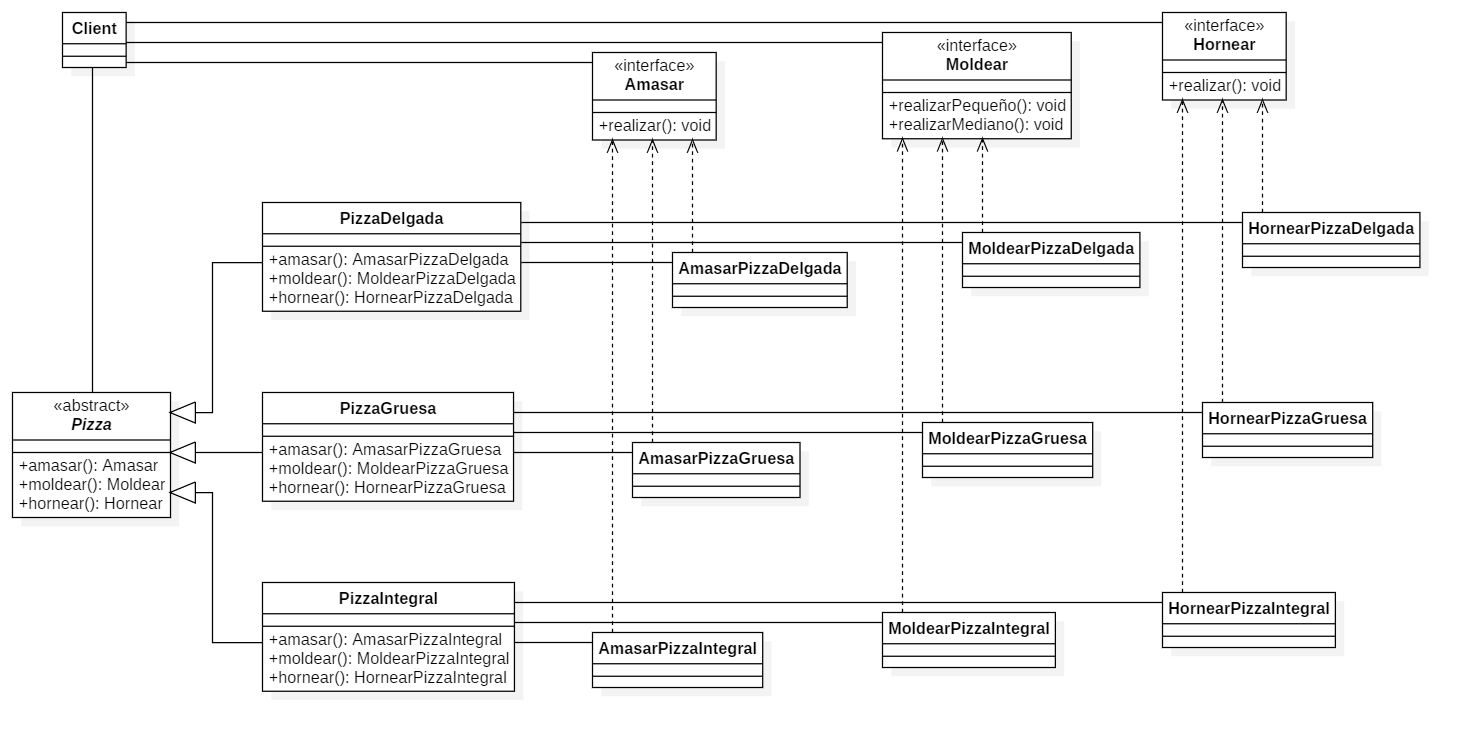 Client
«interface»
Hornear
+realizar(): void
«interface»
Moldear
+realizarPequeño(): void
+realizarMediano(): void
«interface»
Amasar
+realizar(): void
PizzaDelgada
+amasar(): AmasarPizzaDelgada
+moldear(): MoldearPizzaDelgada
+hornear(): HornearPizzaDelgada
AmasarPizzaDelgada
MoldearPizzaDelgada
HornearPizzaDelgada
«abstract»
Pizza
+amasar(): Amasar
+moldear(): Moldear
+hornear(): Hornear
PizzaGruesa
+amasar(): AmasarPizzaGruesa
+moldear(): MoldearPizzaGruesa
+hornear(): HornearPizzaGruesa
AmasarPizzaGruesa
MoldearPizzaGruesa
HornearPizzaGruesa
PizzaIntegral
+amasar(): AmasarPizzaIntegral
+moldear(): MoldearPizzaIntegral
+hornear(): HornearPizzaIntegral
AmasarPizzaIntegral
MoldearPizzaIntegral
HornearPizzaIntegral